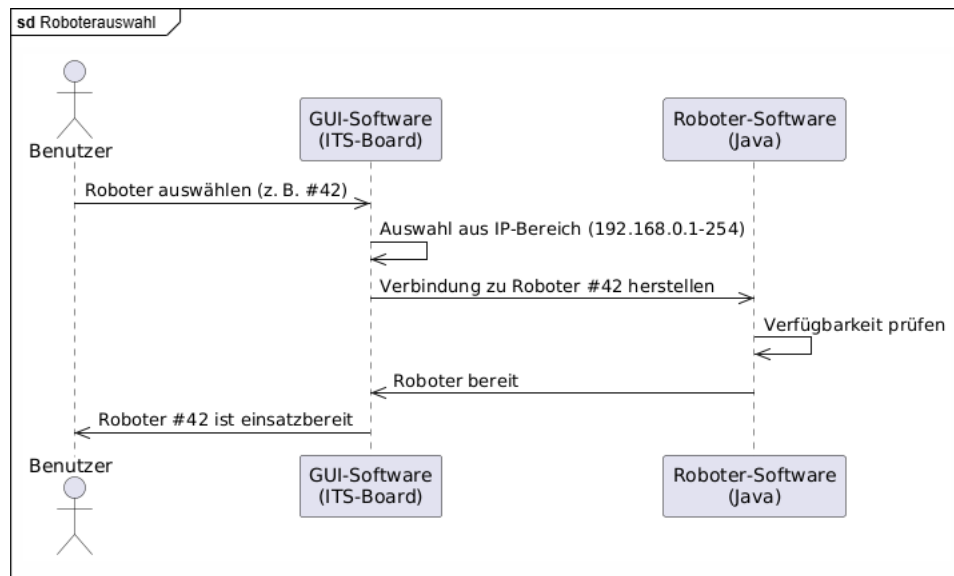 sd Roboterauswahl
Benutzer
GUI-Software
(ITS-Board)
Roboter-Software
(Java)
Roboter auswählen (z. B. #42)
Auswahl aus IP-Bereich (192.168.0.1-254)
Verbindung zu Roboter #42 herstellen
Verfügbarkeit prüfen
Roboter bereit
Roboter #42 ist einsatzbereit
Benutzer
GUI-Software
(ITS-Board)
Roboter-Software
(Java)